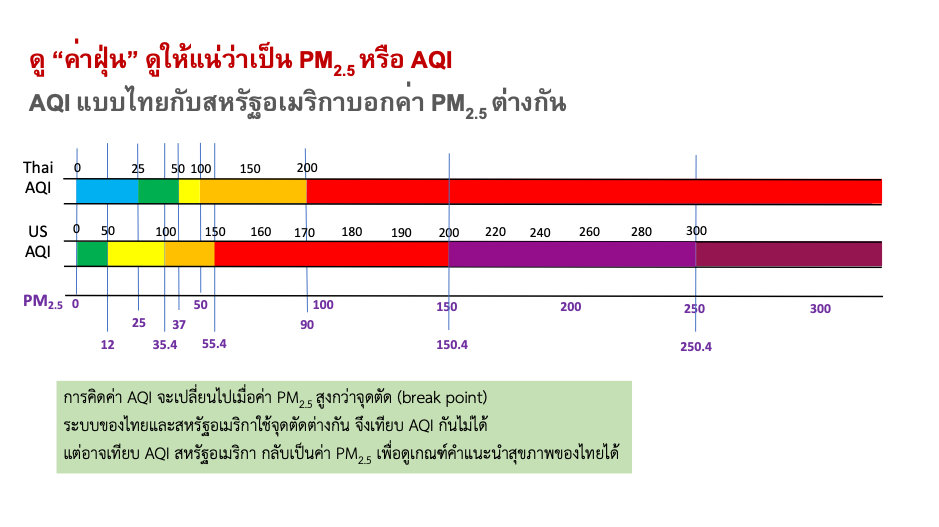 ดู “ค่าฝุ่น” ดูให้แน่ว่าเป็น PM2.5 หรือ AQI
AQI แบบไทยกับสหรัฐอเมริกาบอกค่า PM2.5 ต่างกัน
Thai AQI 0 25 50 100 150 200
US AQI 0 50 100 150 160 170 180 190 200 220 240 260 280 300
PM2.5 0 50 100 150 200 250 300
25 37 90
12 35.4 55.4 150.4 250.4
การคิดค่า AQI จะเปลี่ยนไปเมื่อค่า PM2.5 สูงกว่าจุดตัด (break point)
ระบบของไทยและสหรัฐอเมริกาใช้จุดตัดต่างกัน จึงเทียบ AQI กันไม่ได้
แต่อาจเทียบ AQI สหรัฐอเมริกา กลับเป็นค่า PM2.5 เพื่อดูเกณฑ์คำแนะนำสุขภาพของไทยได้